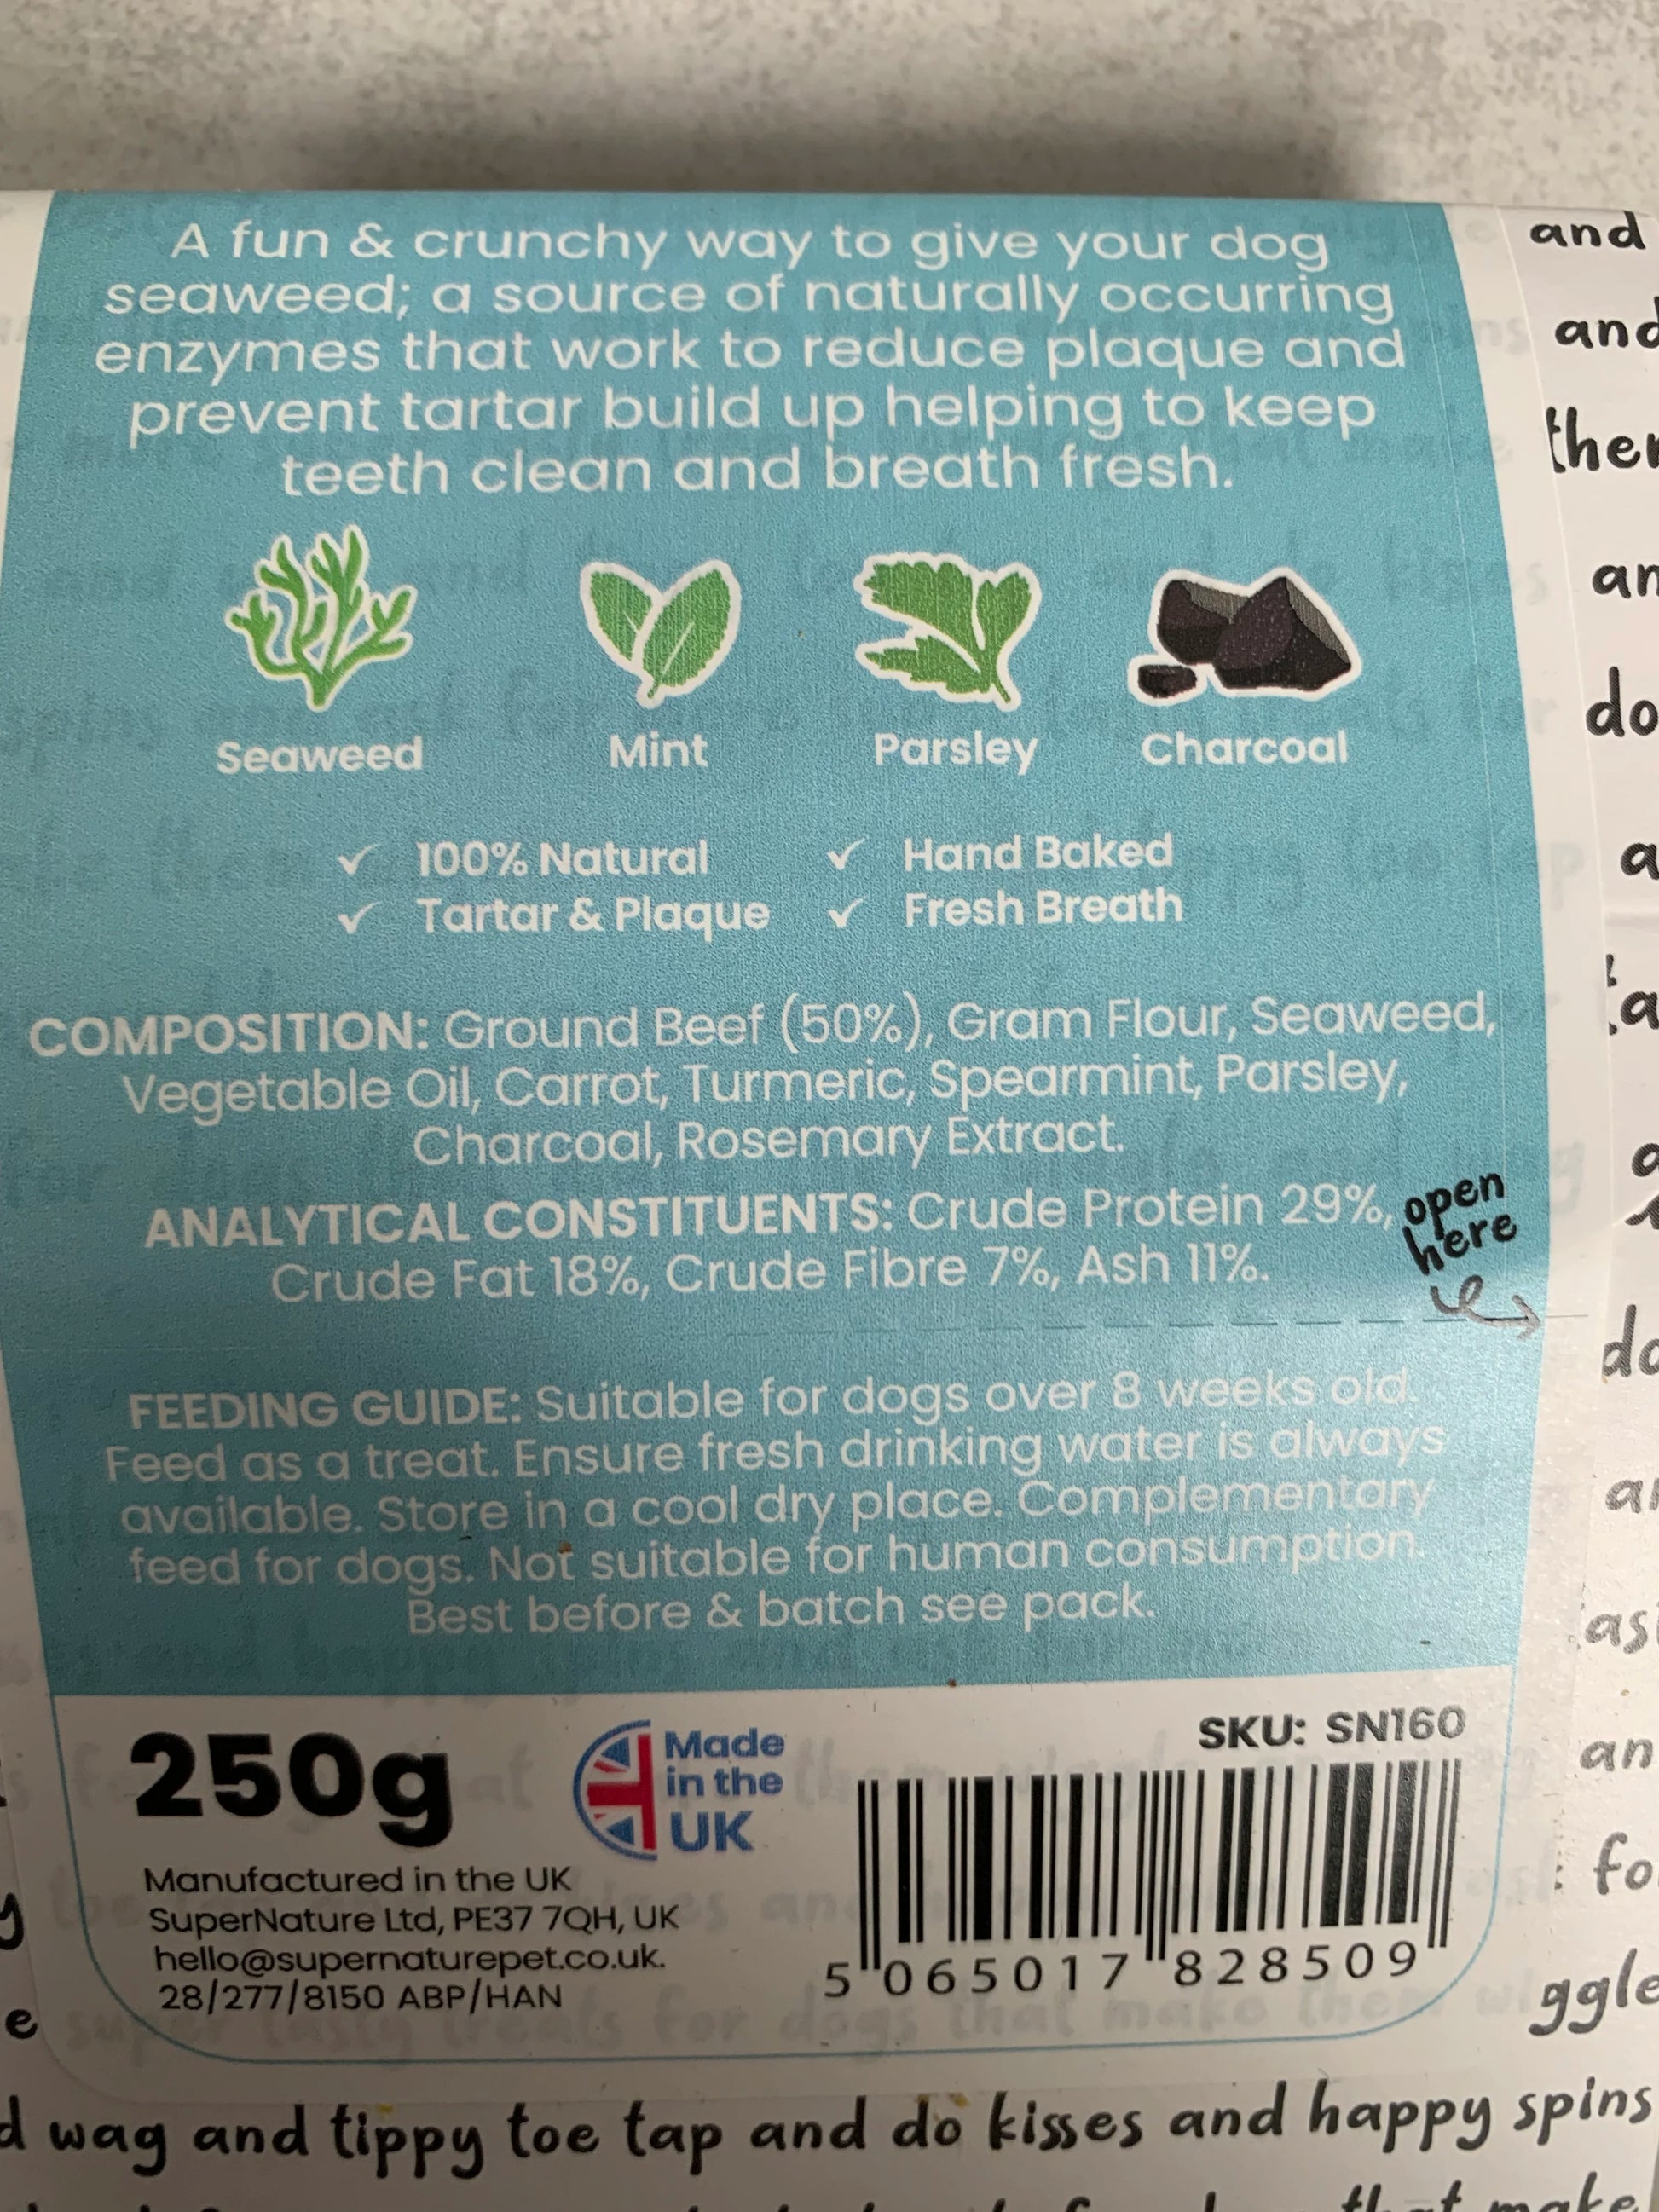 A fun & crunchy way to give your dog
seaweed; a source of naturally occurring
enzymes that work to reduce plaque and
prevent tartar build up helping to keep
teeth clean and breath fresh.
Seaweed
Mint
Parsley
Charcoal
100% Natural
Hand Baked
Tartar & Plaque
Fresh Breath
COMPOSITION: Ground Beef (50%), Gram Flour, Seaweed,
Vegetable Oil, Carrot, Turmeric, Spearmint, Parsley,
Charcoal, Rosemary Extract.
ANALYTICAL CONSTITUENTS: Crude Protein 29%,
Crude Fat 18%, Crude Fibre 7%, Ash 11%.
open
here
FEEDING GUIDE: Suitable for dogs over 8 weeks old.
Feed as a treat. Ensure fresh drinking water is always
available. Store in a cool dry place. Complementary
feed for dogs. Not suitable for human consumption.
Best before & batch see pack.
250g
Made
in the
UK
SKU: SN160
Manufactured in the UK
SuperNature Ltd, PE37 7QH, UK
hello@supernaturepet.co.uk.
28/277/8150 ABP/HAN
5 065017 828509
and
and
wag and tippy toe tap and do kisses and happy spins
that make